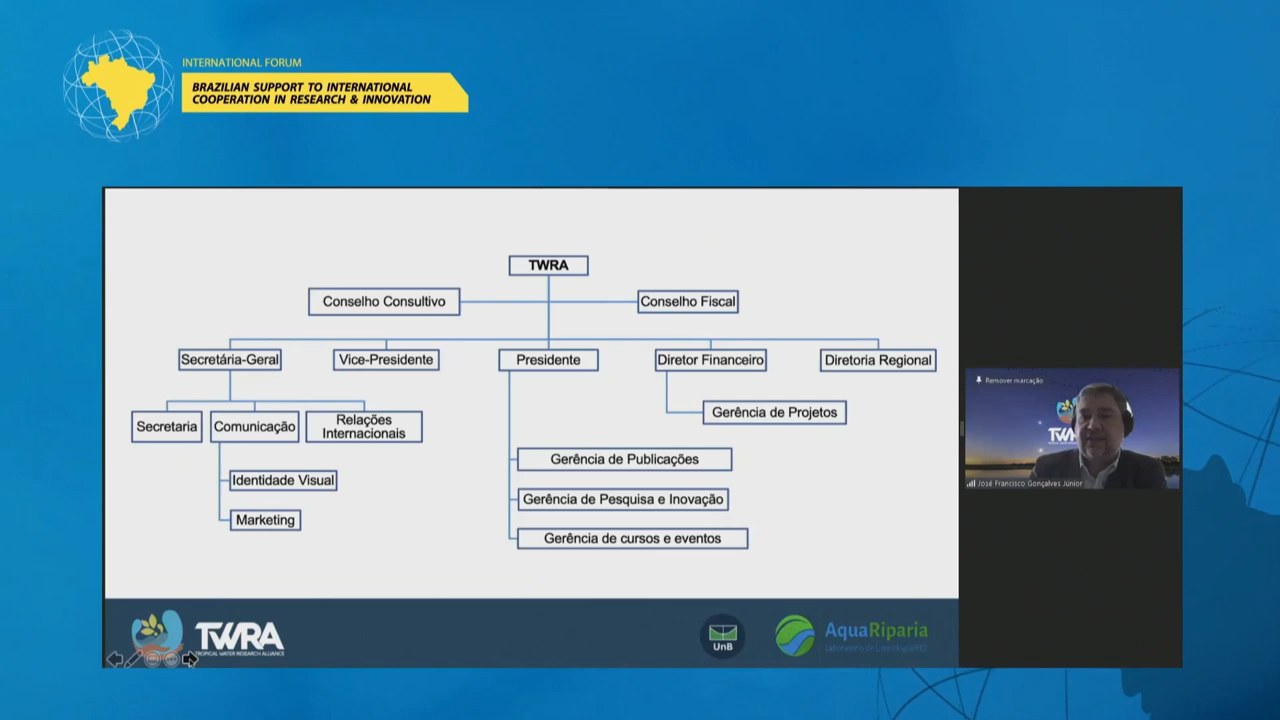 INTERNATIONAL FORUM
BRAZILIAN SUPPORT TO INTERNATIONAL
COOPERATION IN RESEARCH & INNOVATION
TWRA
Conselho Consultivo
Conselho Fiscal
Secretária-Geral
Vice-Presidente
Presidente
Diretor Financeiro
Diretoria Regional
Gerência de Projetos
Secretaria
Comunicação
Relações
Internacionais
Identidade Visual
Marketing
Gerência de Publicações
Gerência de Pesquisa e Inovação
Gerência de cursos e eventos
Remover marcação
TWRA
José Francisco Gonçalves Júnior
TWRA
TROPICAL WATER RESEARCH ALLIANCE
UnB
AquaRiparia